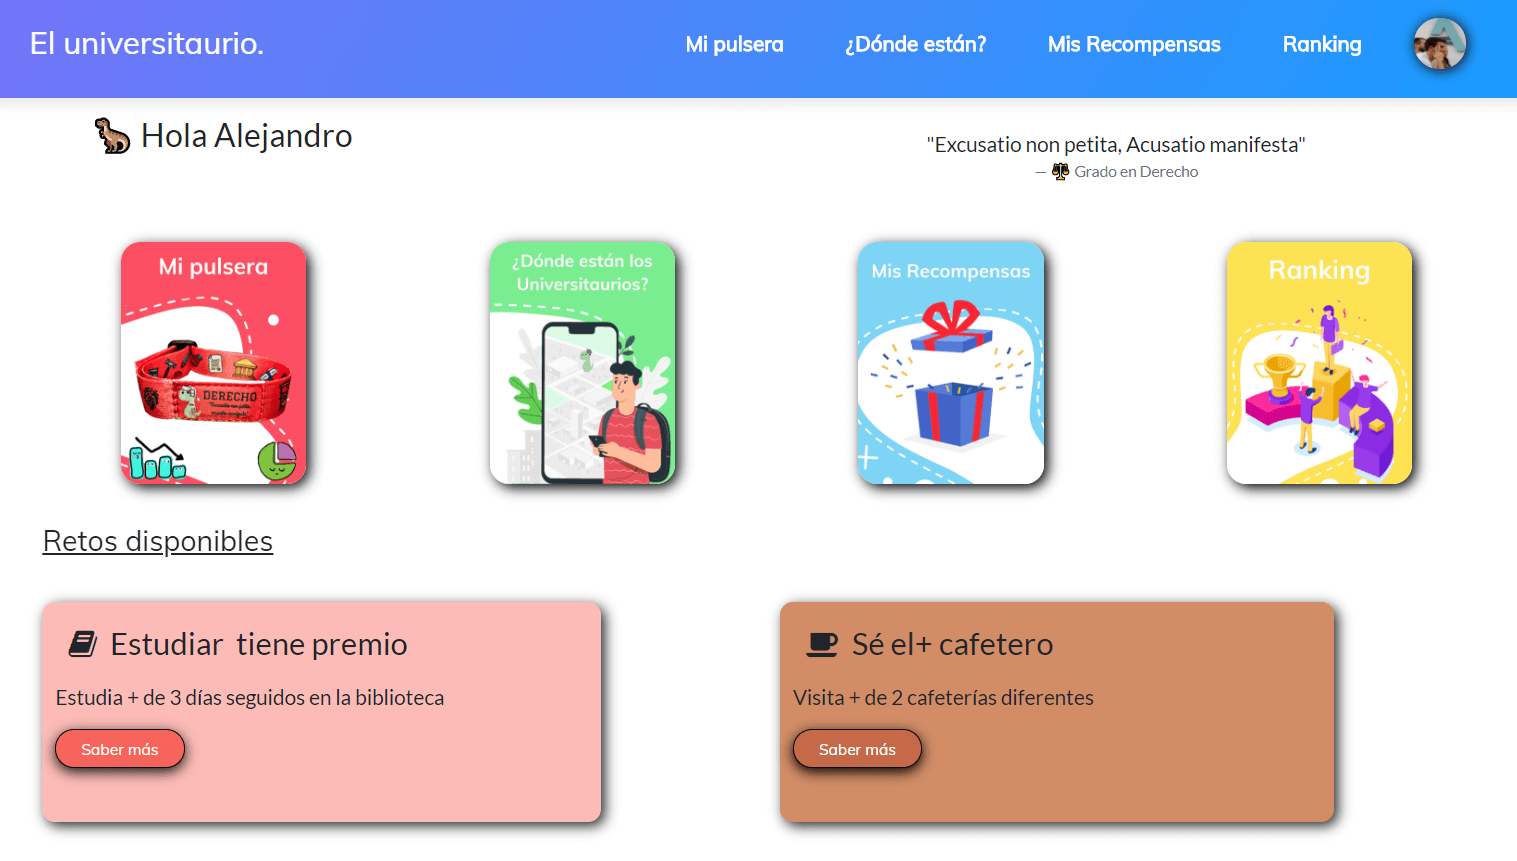 El universitaurio.
Mi pulsera
¿Dónde están?
Mis Recompensas
Ranking
Hola Alejandro
"Excusatio non petita, Acusatio manifesta"
— Grado en Derecho
Mi pulsera
DERECHO
¿Dónde están los
Universitaurios?
Mis Recompensas
Ranking
Retos disponibles
Estudiar  tiene premio
Estudia + de 3 días seguidos en la biblioteca
Saber más
Sé el+ cafetero
Visita + de 2 cafeterías diferentes
Saber más